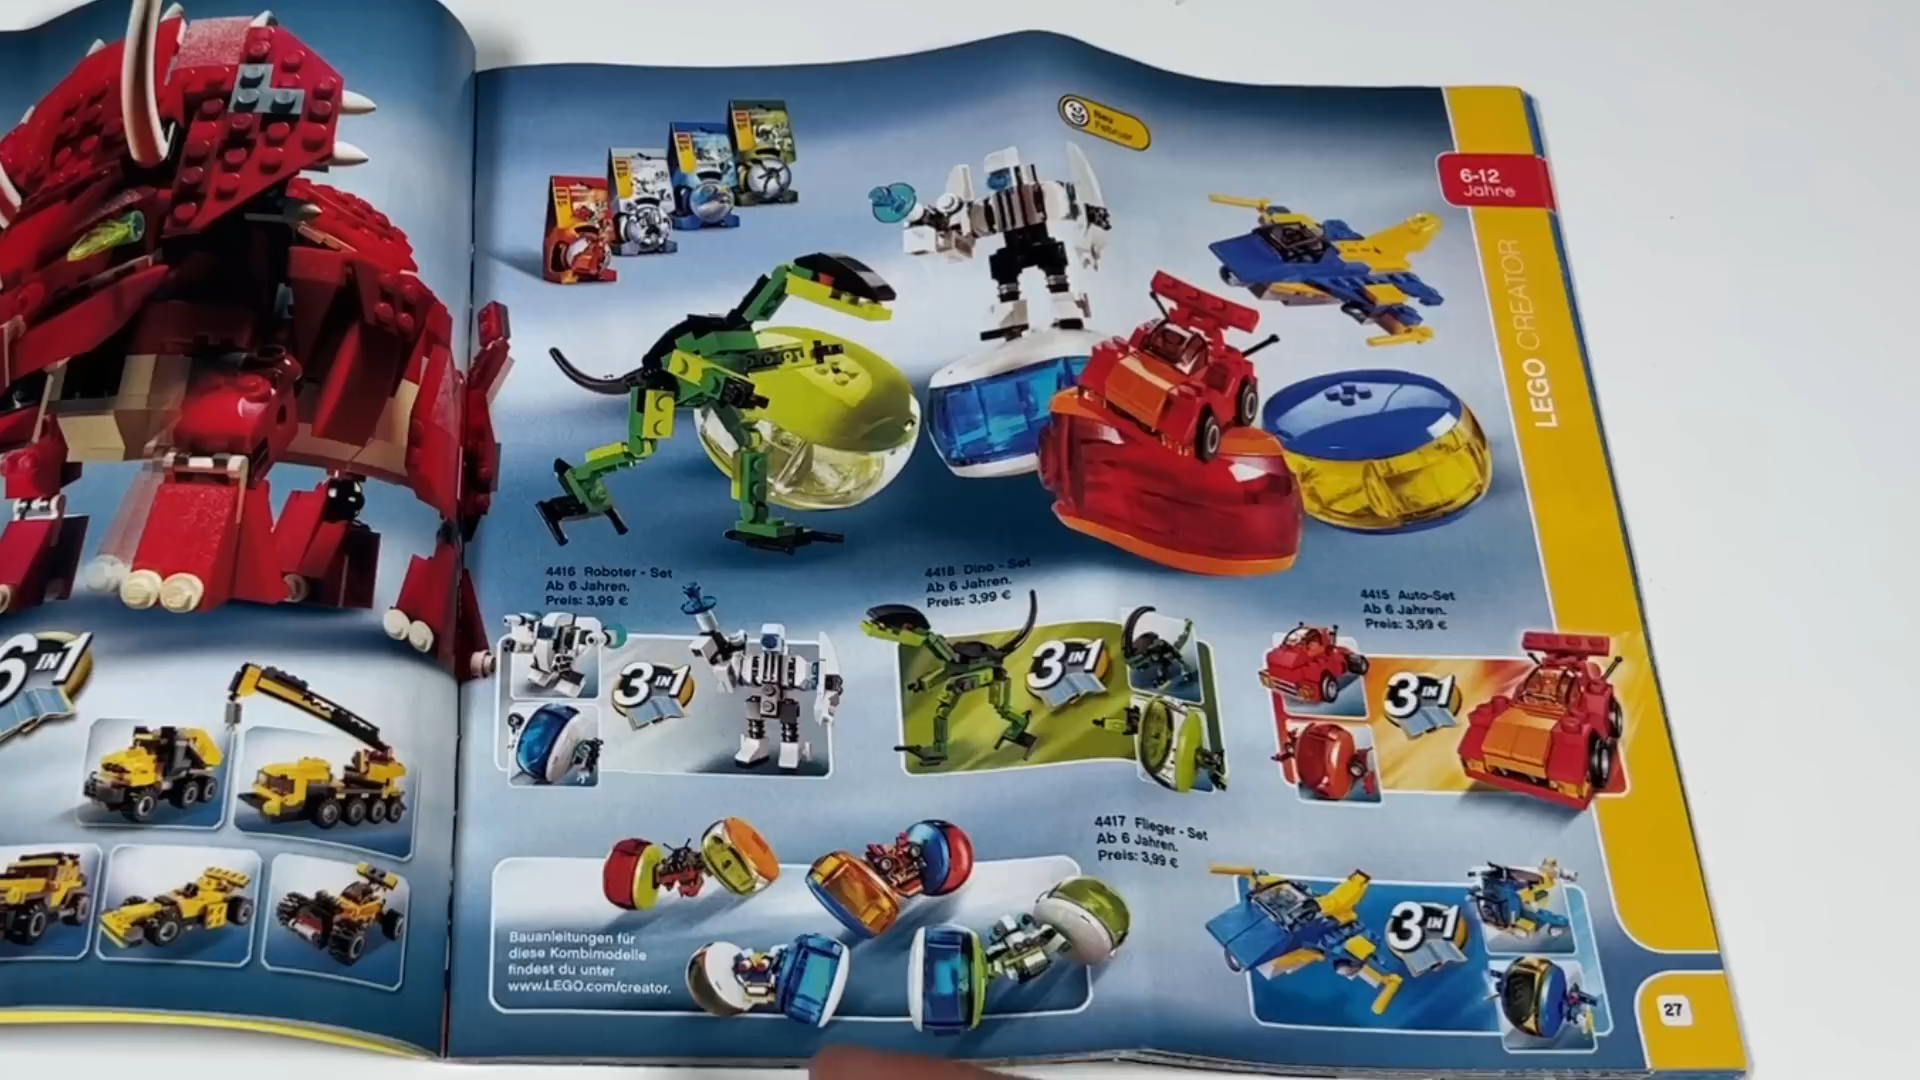 Neu
Februar
6-12
Jahre
LEGO CREATOR
4416 Roboter - Set
Ab 6 Jahren.
Preis: 3,99 €
4418 Dino - Set
Ab 6 Jahren.
Preis: 3,99 €
4415 Auto-Set
Ab 6 Jahren.
Preis: 3,99 €
6 IN 1
3 IN 1
3 IN 1
3 IN 1
4417 Flieger - Set
Ab 6 Jahren.
Preis: 3,99 €
3 IN 1
Bauanleitungen für
diese Kombimodelle
findest du unter
www.LEGO.com/creator.
27